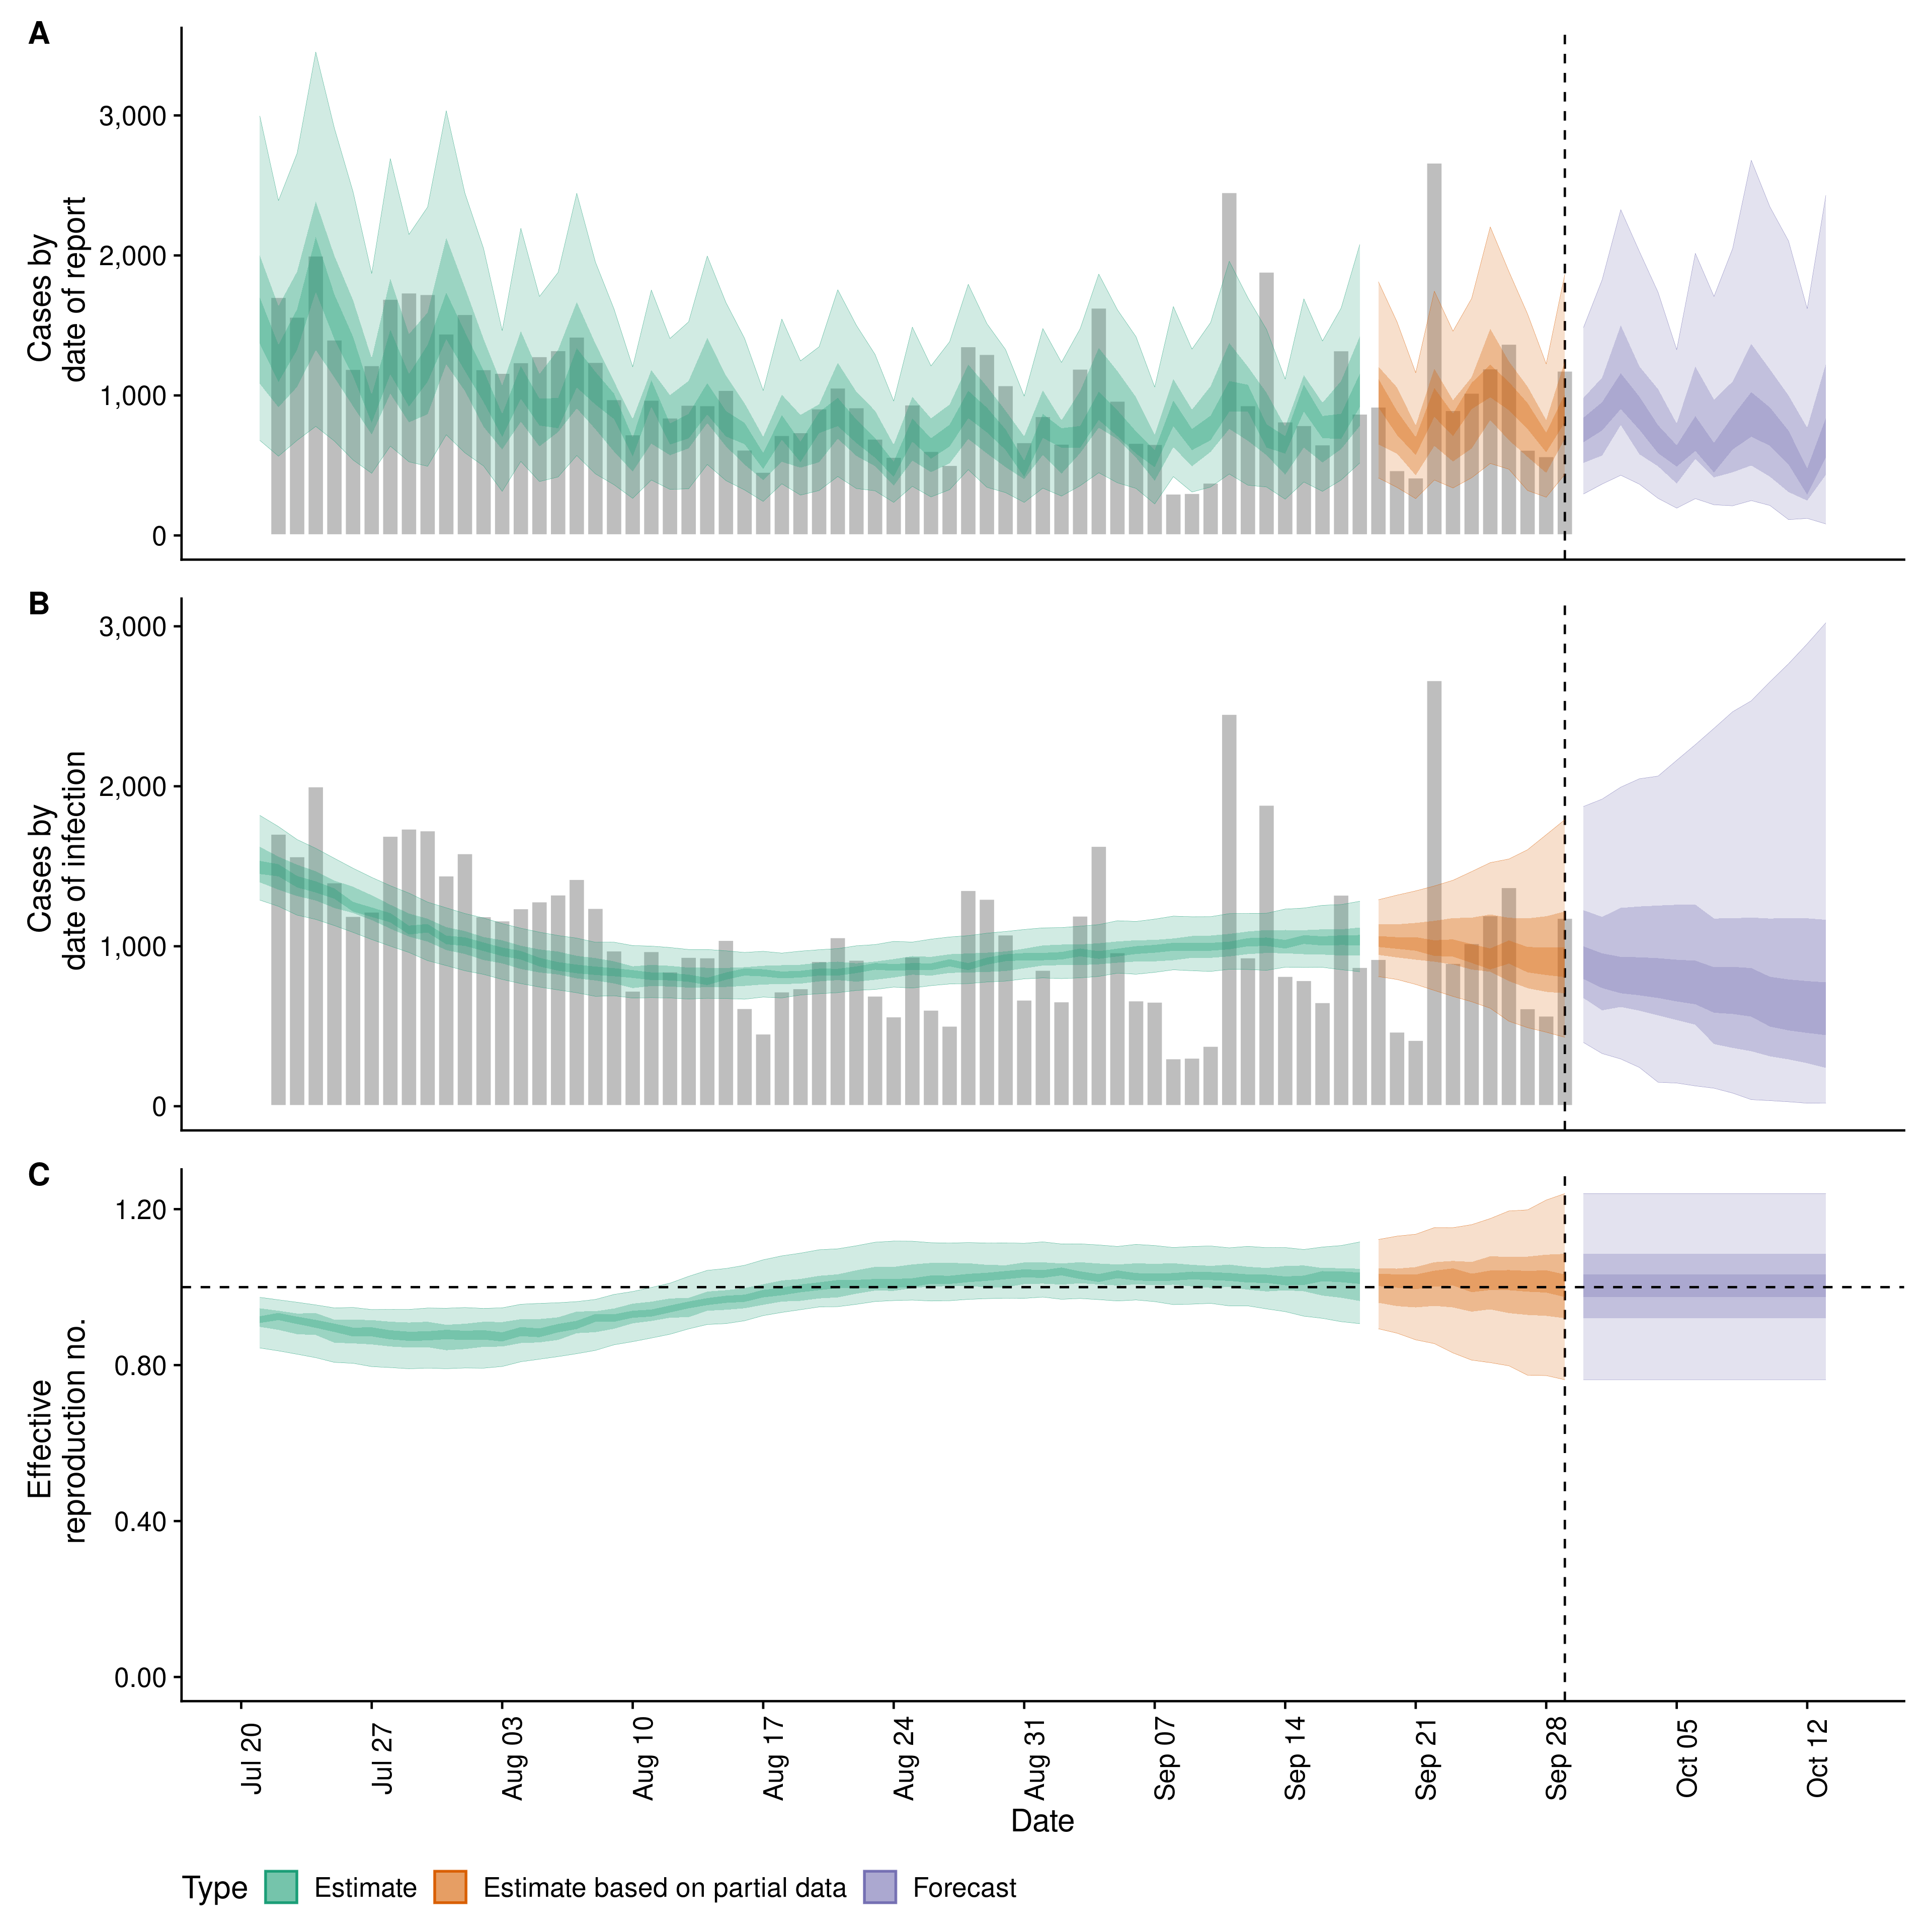 A
Cases by
date of report
3,000
2,000
1,000
0
B
Cases by
date of infection
3,000
2,000
1,000
0
C
Effective
reproduction no.
1.20
0.80
0.40
0.00
Jul 20
Jul 27
Aug 03
Aug 10
Aug 17
Aug 24
Aug 31
Sep 07
Sep 14
Sep 21
Sep 28
Oct 05
Oct 12
Date
Type
Estimate
Estimate based on partial data
Forecast